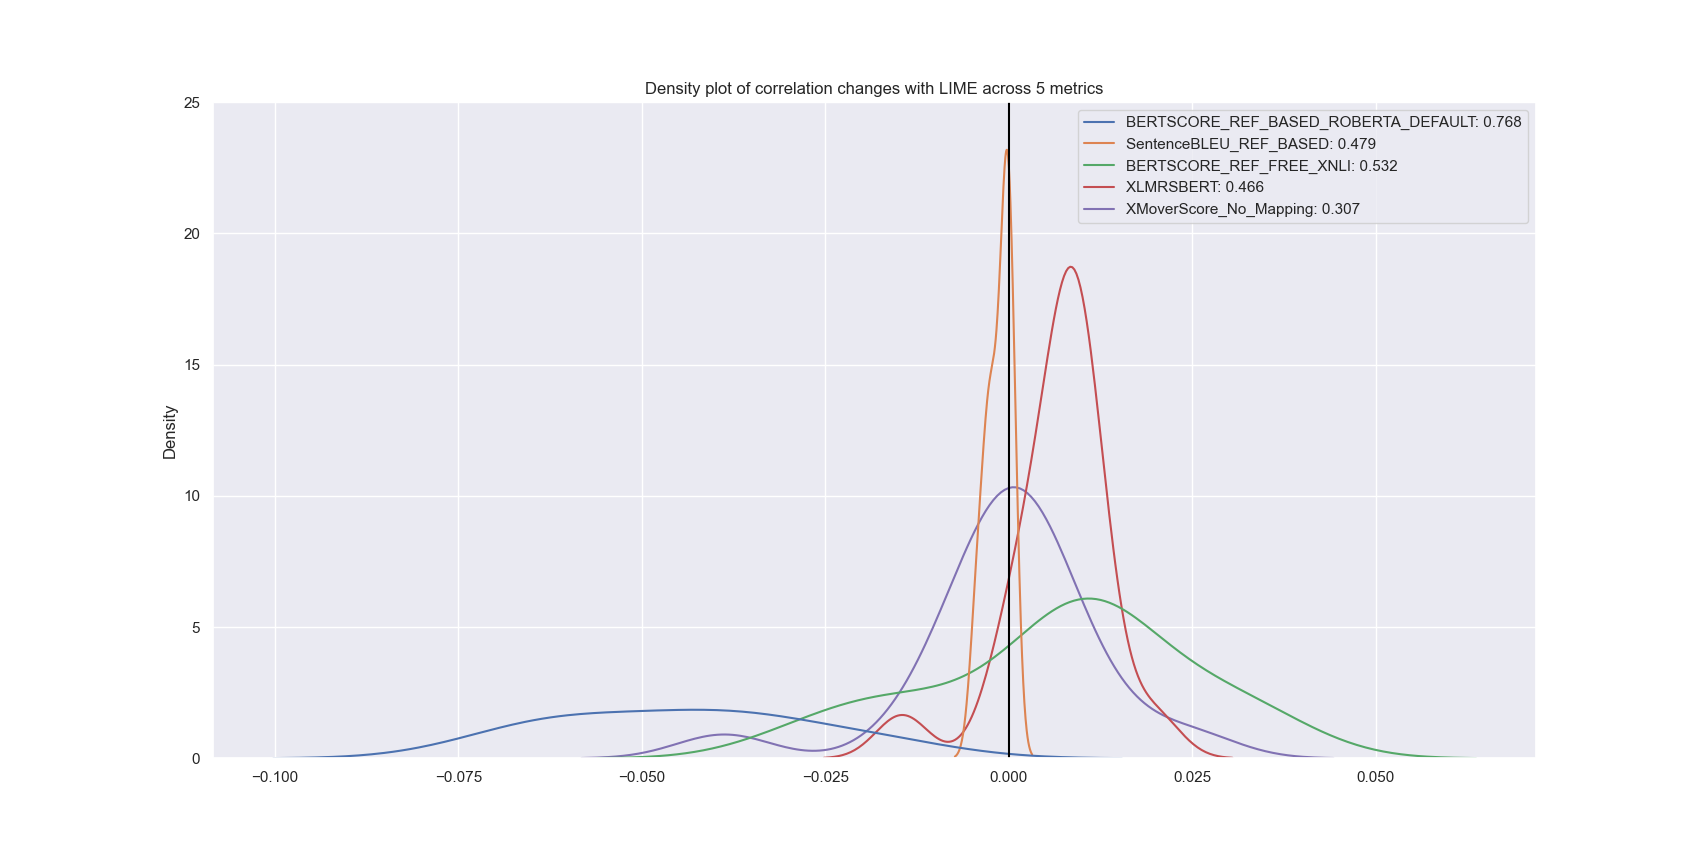 Density plot of correlation changes with LIME across 5 metrics
BERTSCORE_REF_BASED_ROBERTA_DEFAULT: 0.768
SentenceBLEU_REF_BASED: 0.479
BERTSCORE_REF_FREE_XNLI: 0.532
XLMRSBERT: 0.466
XMoverScore_No_Mapping: 0.307
Density
25
20
15
10
5
0
−0.100 −0.075 −0.050 −0.025 0.000 0.025 0.050